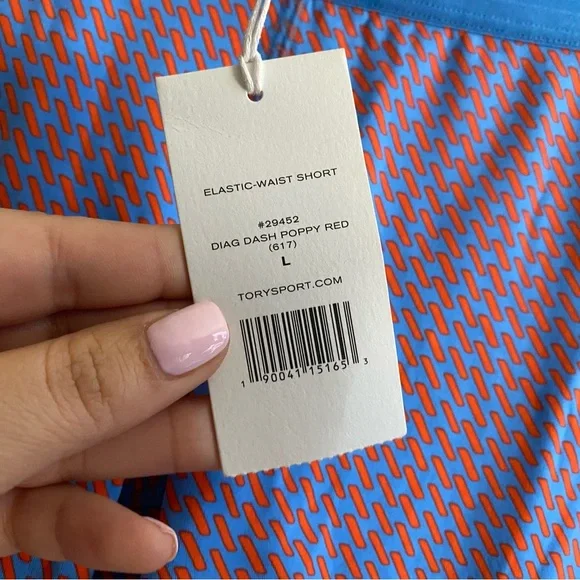 ELASTIC-WAIST SHORT
#29452
DIAG DASH POPPY RED
(617)
L
TORYSPORT.COM
1 90041 15165 3